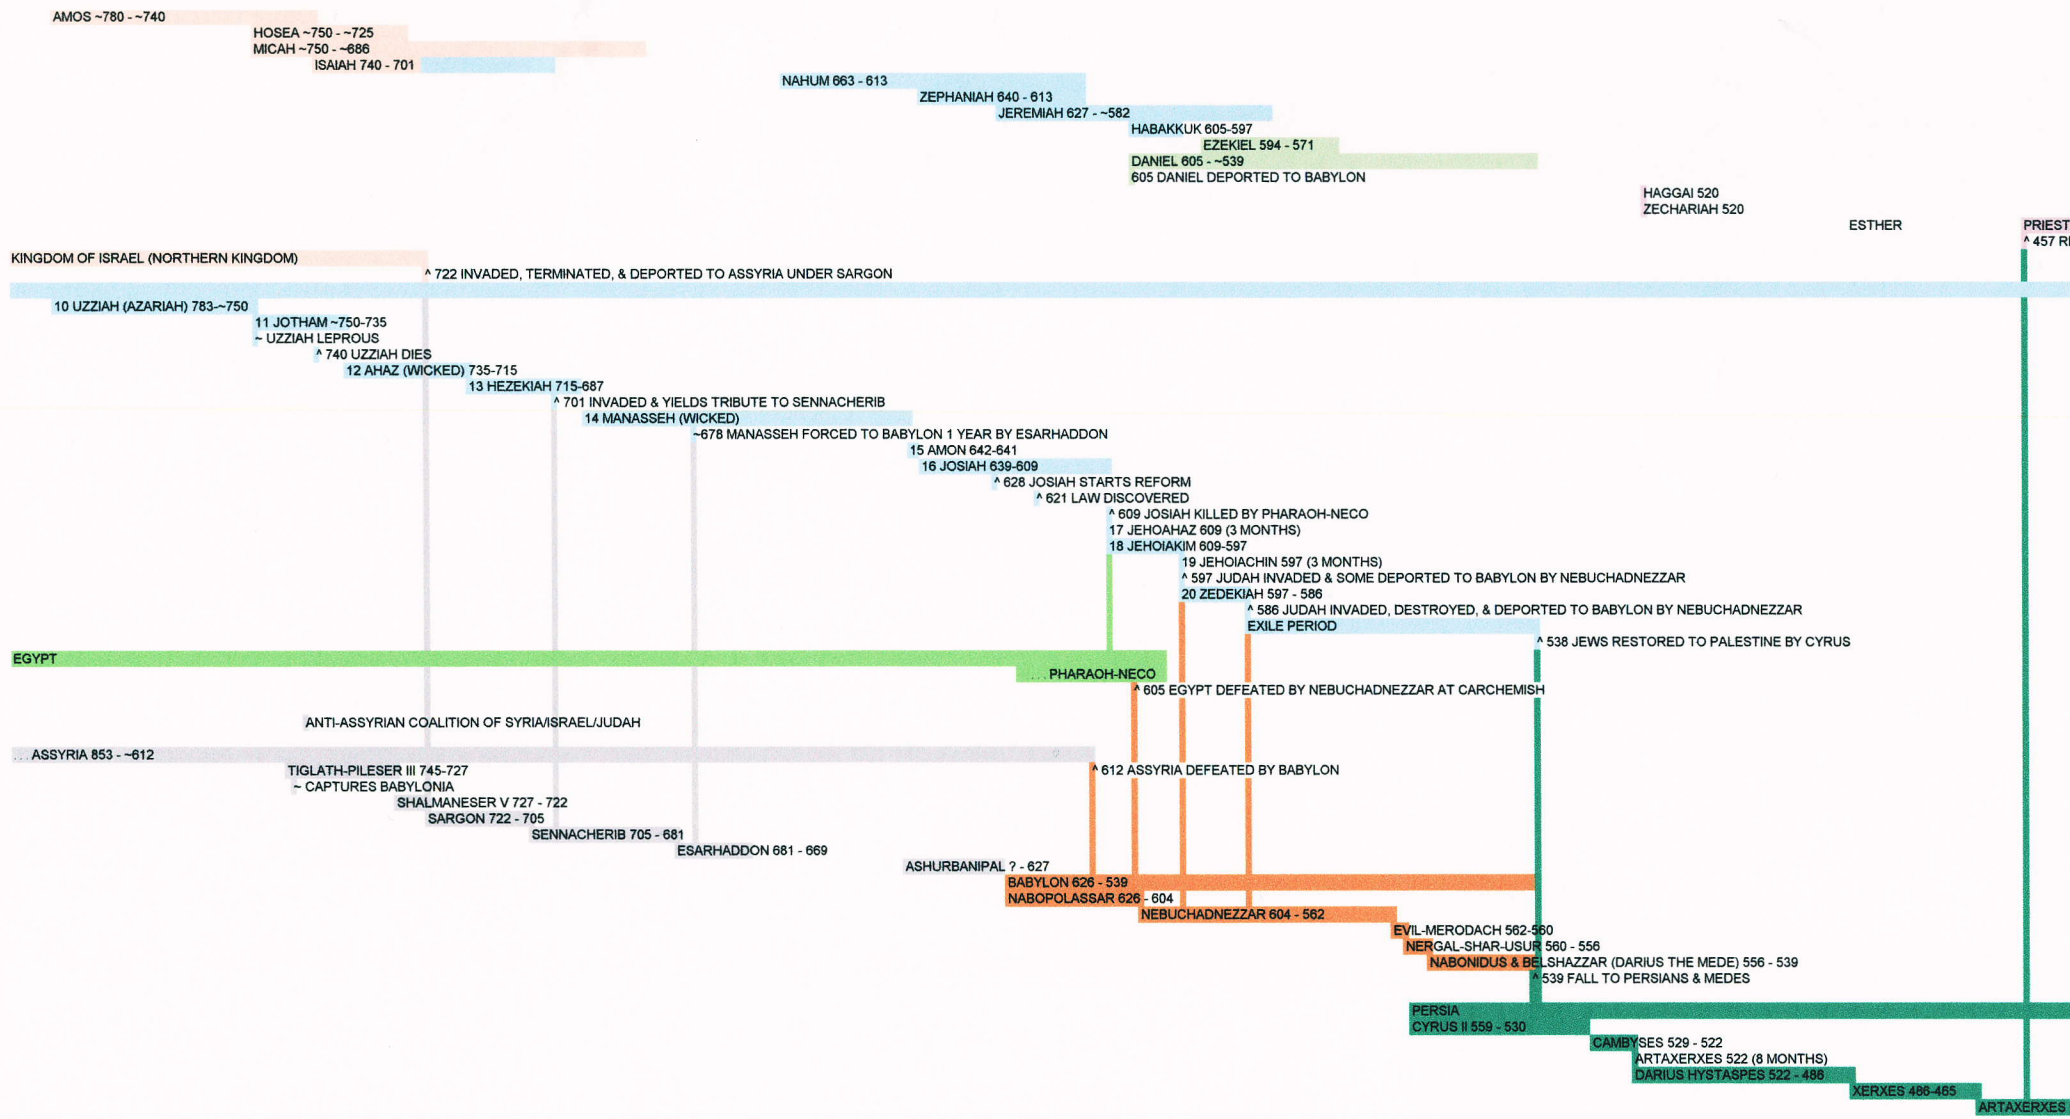 AMOS ~780 - ~740
HOSEA ~750 - ~725
MICAH ~750 - ~686
ISAIAH 740 - 701
NAHUM 663 - 613
ZEPHANIAH 640 - 613
JEREMIAH 627 - ~582
HABAKKUK 605-597
EZEKIEL 594 - 571
DANIEL 605 - ~539
605 DANIEL DEPORTED TO BABYLON
HAGGAI 520
ZECHARIAH 520
ESTHER
PRIEST
^ 457 R
KINGDOM OF ISRAEL (NORTHERN KINGDOM)
^ 722 INVADED, TERMINATED, & DEPORTED TO ASSYRIA UNDER SARGON
10 UZZIAH (AZARIAH) 783-~750
11 JOTHAM ~750-735
~ UZZIAH LEPROUS
^ 740 UZZIAH DIES
12 AHAZ (WICKED) 735-715
13 HEZEKIAH 715-687
^ 701 INVADED & YIELDS TRIBUTE TO SENNACHERIB
14 MANASSEH (WICKED)
~678 MANASSEH FORCED TO BABYLON 1 YEAR BY ESARHADDON
15 AMON 642-641
16 JOSIAH 639-609
^ 628 JOSIAH STARTS REFORM
^ 621 LAW DISCOVERED
^ 609 JOSIAH KILLED BY PHARAOH-NECO
17 JEHOAHAZ 609 (3 MONTHS)
18 JEHOIAKIM 609-597
19 JEHOIACHIN 597 (3 MONTHS)
^ 597 JUDAH INVADED & SOME DEPORTED TO BABYLON BY NEBUCHADNEZZAR
20 ZEDEKIAH 597 - 586
^ 586 JUDAH INVADED, DESTROYED, & DEPORTED TO BABYLON BY NEBUCHADNEZZAR
EXILE PERIOD
^ 538 JEWS RESTORED TO PALESTINE BY CYRUS
EGYPT
... PHARAOH-NECO
^ 605 EGYPT DEFEATED BY NEBUCHADNEZZAR AT CARCHEMISH
ANTI-ASSYRIAN COALITION OF SYRIA/ISRAEL/JUDAH
... ASSYRIA 853 - ~612
TIGLATH-PILESER III 745-727
^ 612 ASSYRIA DEFEATED BY BABYLON
~ CAPTURES BABYLONIA
SHALMANESER V 727 - 722
SARGON 722 - 705
SENNACHERIB 705 - 681
ESARHADDON 681 - 669
ASHURBANIPAL ? - 627
BABYLON 626 - 539
NABOPOLASSAR 626 - 604
NEBUCHADNEZZAR 604 - 562
EVIL-MERODACH 562-560
NERGAL-SHAR-USUR 560 - 556
NABONIDUS & BELSHAZZAR (DARIUS THE MEDE) 556 - 539
^ 539 FALL TO PERSIANS & MEDES
PERSIA
CYRUS II 559 - 530
CAMBYSES 529 - 522
ARTAXERXES 522 (8 MONTHS)
DARIUS HYSTASPES 522 - 486
XERXES 486-465
ARTAXERXES